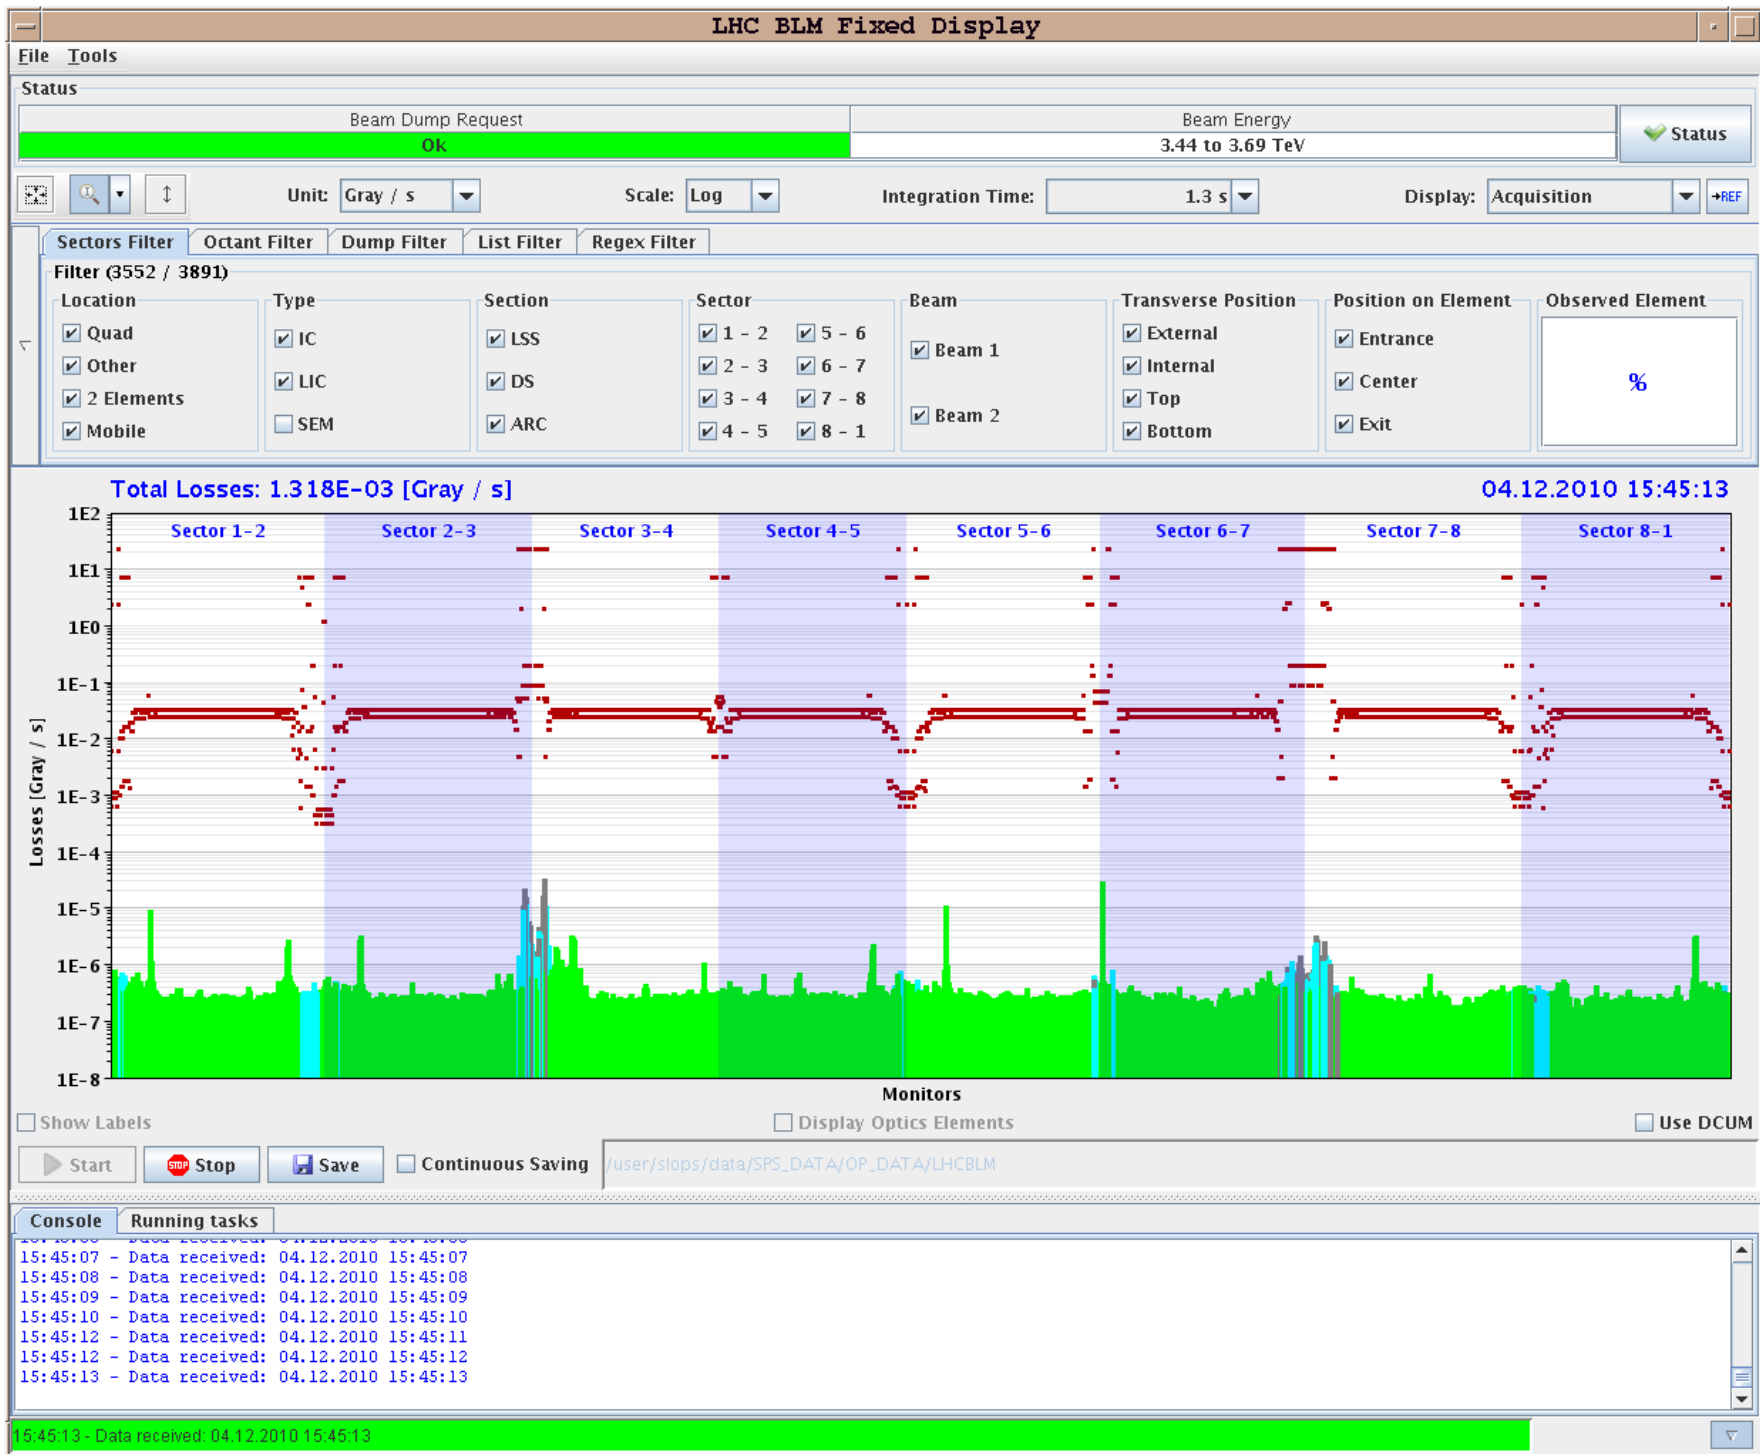 LHC BLM Fixed Display
File Tools
Status
Beam Dump Request Beam Energy
Ok 3.44 to 3.69 TeV Status
Unit: Gray / s Scale: Log Integration Time: 1.3 s Display: Acquisition →REF
Sectors Filter Octant Filter Dump Filter List Filter Regex Filter
Filter (3552 / 3891)
Location Type Section Sector Beam Transverse Position Position on Element Observed Element
Quad IC LSS 1 - 2 5 - 6 Beam 1 External Entrance
Other LIC DS 2 - 3 6 - 7 Beam 2 Internal Center %
2 Elements SEM ARC 3 - 4 7 - 8 Top Exit
Mobile 4 - 5 8 - 1 Bottom
Total Losses: 1.318E-03 [Gray / s] 04.12.2010 15:45:13
Sector 1-2 Sector 2-3 Sector 3-4 Sector 4-5 Sector 5-6 Sector 6-7 Sector 7-8 Sector 8-1
1E2
1E1
1E0
1E-1
1E-2
1E-3
1E-4
1E-5
1E-6
1E-7
1E-8
Losses [Gray / s]
Monitors
Show Labels Display Optics Elements Use DCUM
Start STOP Stop Save Continuous Saving /user/slops/data/SPS_DATA/OP_DATA/LHCBLM
Console Running tasks
15:45:07 - Data received: 04.12.2010 15:45:07
15:45:08 - Data received: 04.12.2010 15:45:08
15:45:09 - Data received: 04.12.2010 15:45:09
15:45:10 - Data received: 04.12.2010 15:45:10
15:45:12 - Data received: 04.12.2010 15:45:11
15:45:12 - Data received: 04.12.2010 15:45:12
15:45:13 - Data received: 04.12.2010 15:45:13
15:45:13 - Data received: 04.12.2010 15:45:13